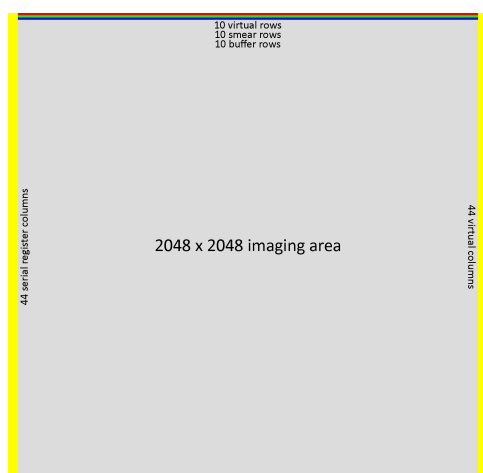 10 virtual rows
10 smear rows
10 buffer rows
44 serial register columns
2048 x 2048 imaging area
44 virtual columns